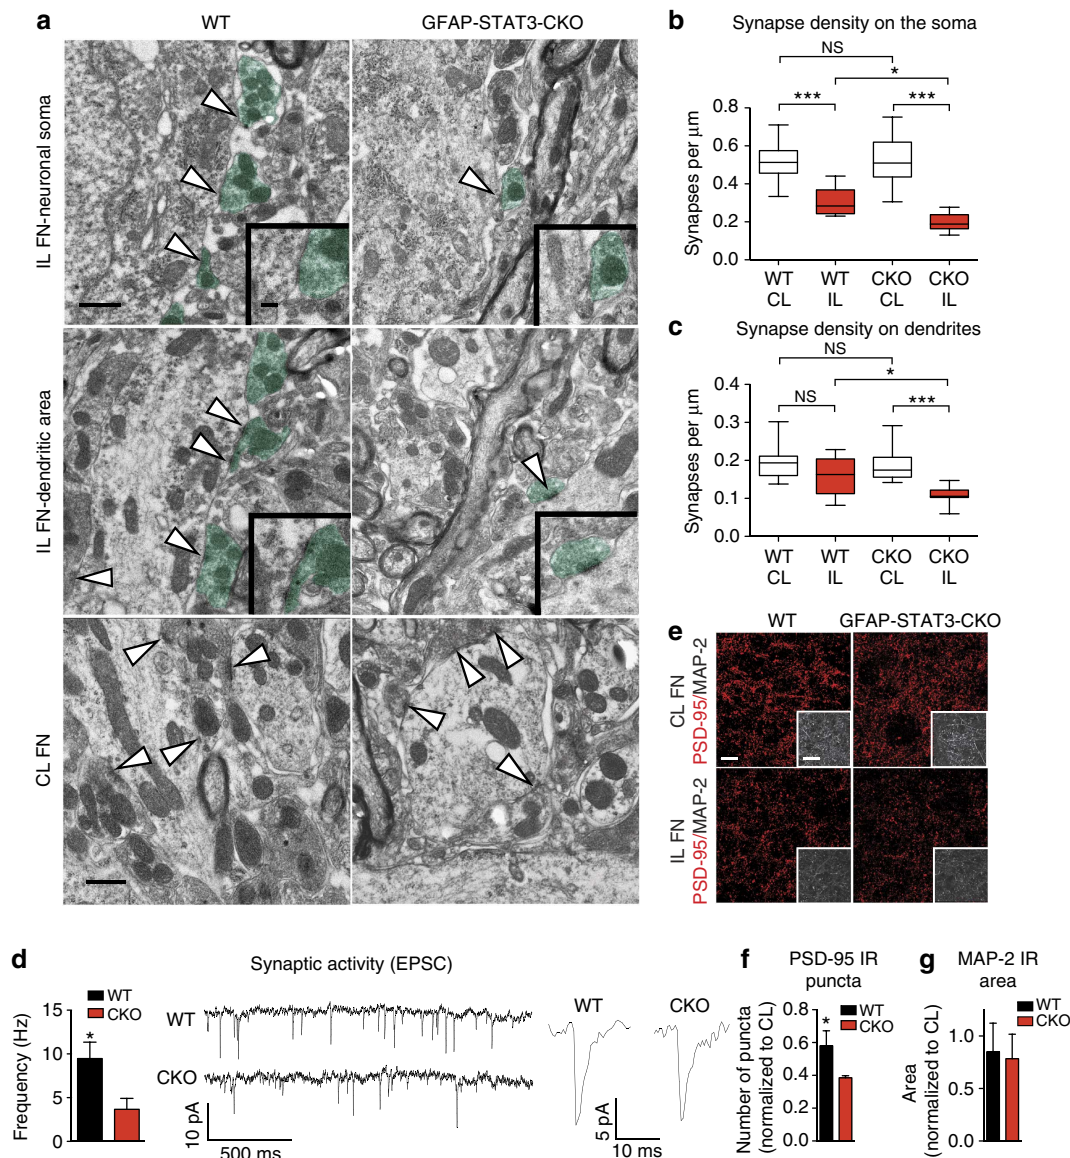 a
WT
GFAP-STAT3-CKO
IL FN-neuronal soma
IL FN-dendritic area
CL FN
b
Synapse density on the soma
NS
*
***
***
Synapses per μm
0.8
0.6
0.4
0.2
0.0
WT CL
WT IL
CKO CL
CKO IL
c
Synapse density on dendrites
NS
*
NS
***
Synapses per μm
0.4
0.3
0.2
0.1
0.0
WT CL
WT IL
CKO CL
CKO IL
e
WT
GFAP-STAT3-CKO
CL FN
PSD-95/MAP-2
IL FN
PSD-95/MAP-2
d
Synaptic activity (EPSC)
WT
CKO
Frequency (Hz)
15
10
5
0
*
WT
CKO
10 pA
500 ms
WT
CKO
5 pA
10 ms
f
PSD-95 IR
puncta
WT
CKO
Number of puncta
(normalized to CL)
0.8
0.6
0.4
0.2
0.0
*
g
MAP-2 IR
area
WT
CKO
Area
(normalized to CL)
1.0
0.5
0.0